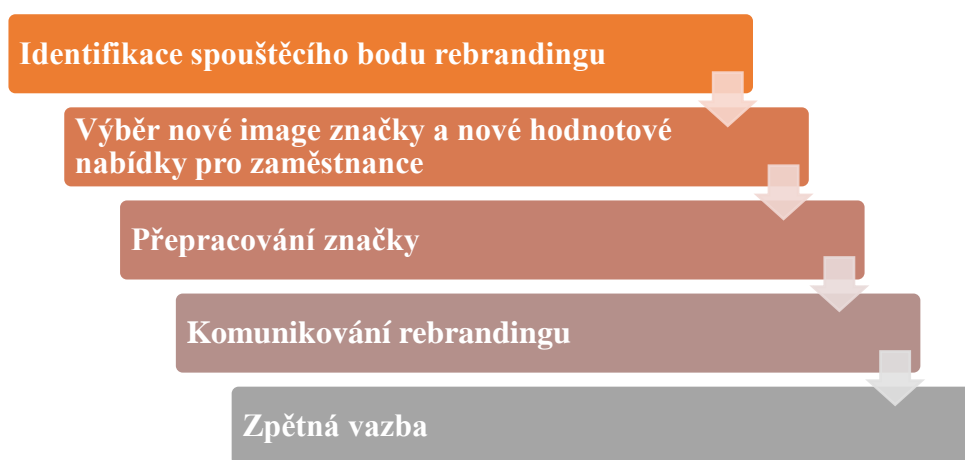 Identifikace spouštěcího bodu rebrandingu
Výběr nové image značky a nové hodnotové
nabídky pro zaměstnance
Přepracování značky
Komunikování rebrandingu
Zpětná vazba